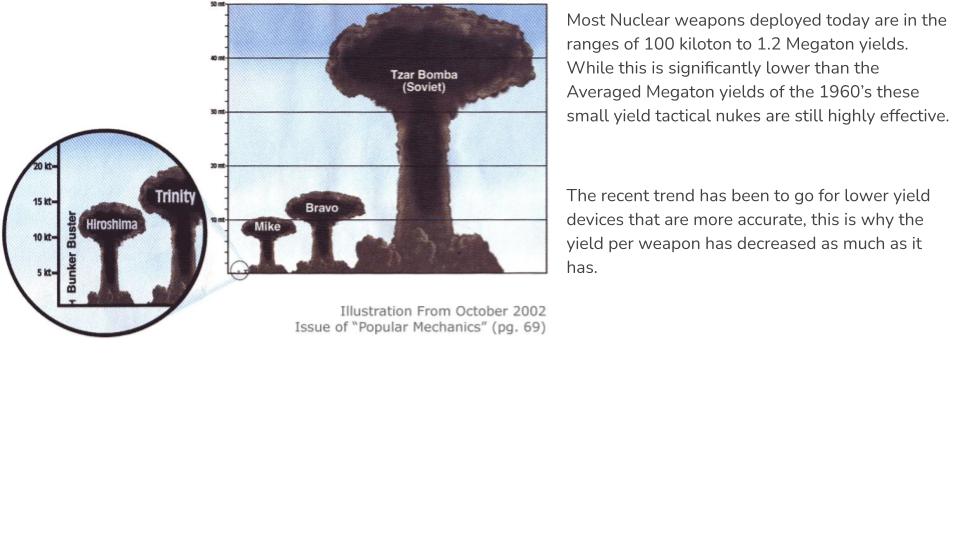 50 mt
40 mt
30 mt
20 mt
10 mt
Tzar Bomba
(Soviet)
Bravo
Mike
20 kt
15 kt
10 kt
5 kt
Trinity
Hiroshima
Bunker Buster
Illustration From October 2002
Issue of “Popular Mechanics” (pg. 69)
Most Nuclear weapons deployed today are in the
ranges of 100 kiloton to 1.2 Megaton yields.
While this is significantly lower than the
Averaged Megaton yields of the 1960’s these
small yield tactical nukes are still highly effective.
The recent trend has been to go for lower yield
devices that are more accurate, this is why the
yield per weapon has decreased as much as it
has.